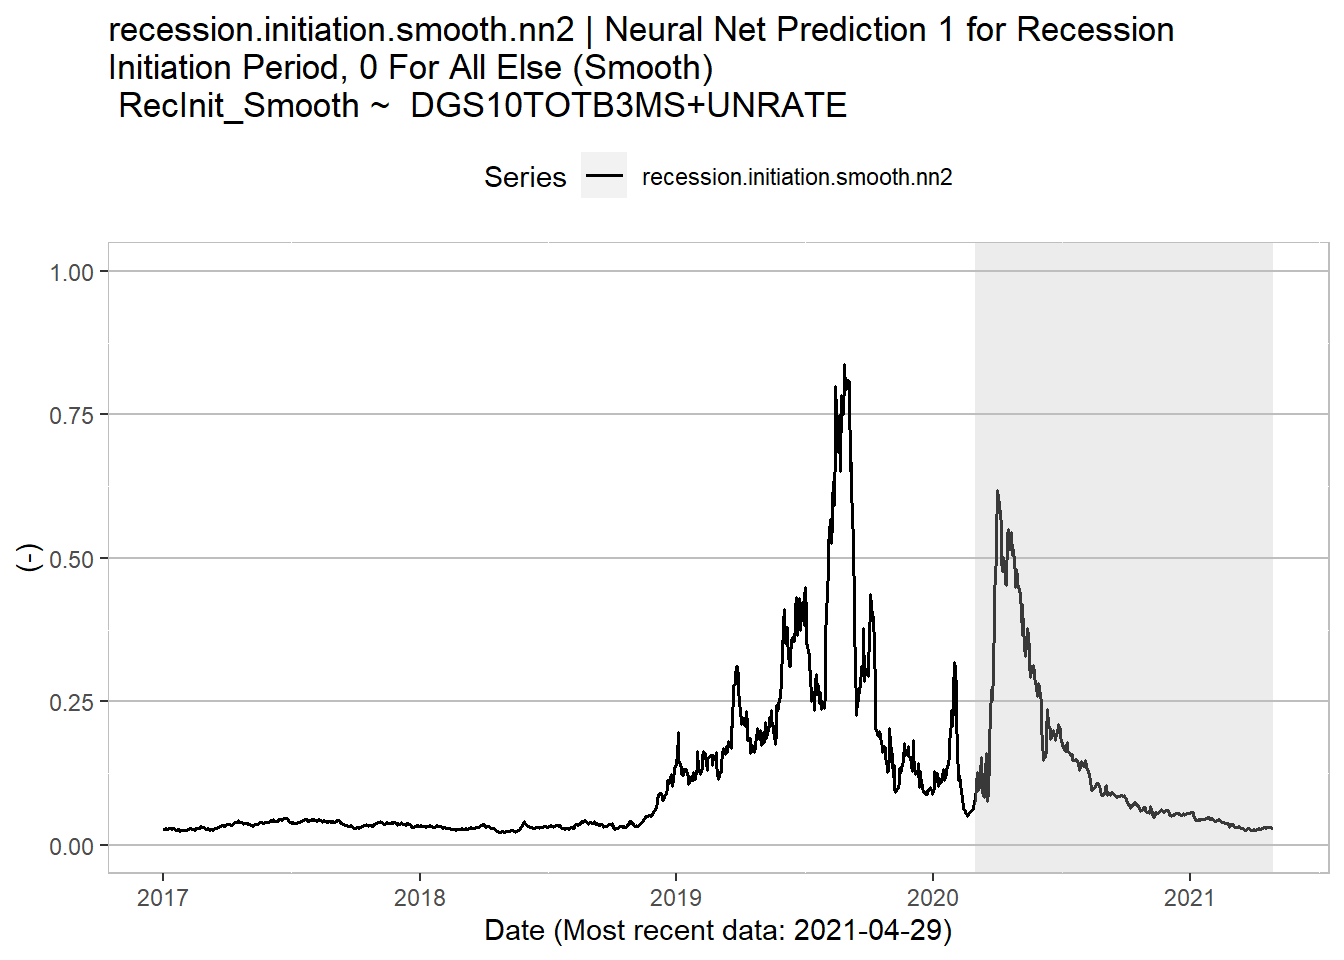 recession.initiation.smooth.nn2 | Neural Net Prediction 1 for Recession
Initiation Period, 0 For All Else (Smooth)
RecInit_Smooth ~  DGS10TOTB3MS+UNRATE
Series
recession.initiation.smooth.nn2
1.00
0.75
0.50
0.25
0.00
(-)
2017
2018
2019
2020
2021
Date (Most recent data: 2021-04-29)